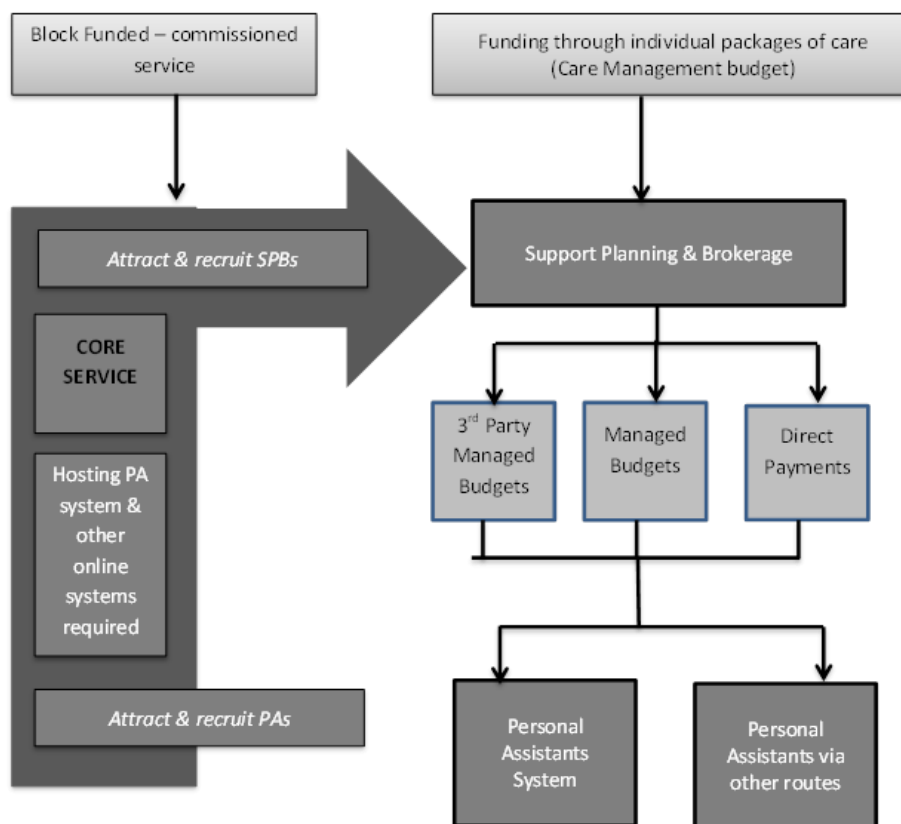 Block Funded – commissioned
service
Funding through individual packages of care
(Care Management budget)
Attract & recruit SPBs
Support Planning & Brokerage
CORE
SERVICE
3rd Party
Managed
Budgets
Managed
Budgets
Direct
Payments
Hosting PA
system &
other
online
systems
required
Attract & recruit PAs
Personal
Assistants
System
Personal
Assistants via
other routes